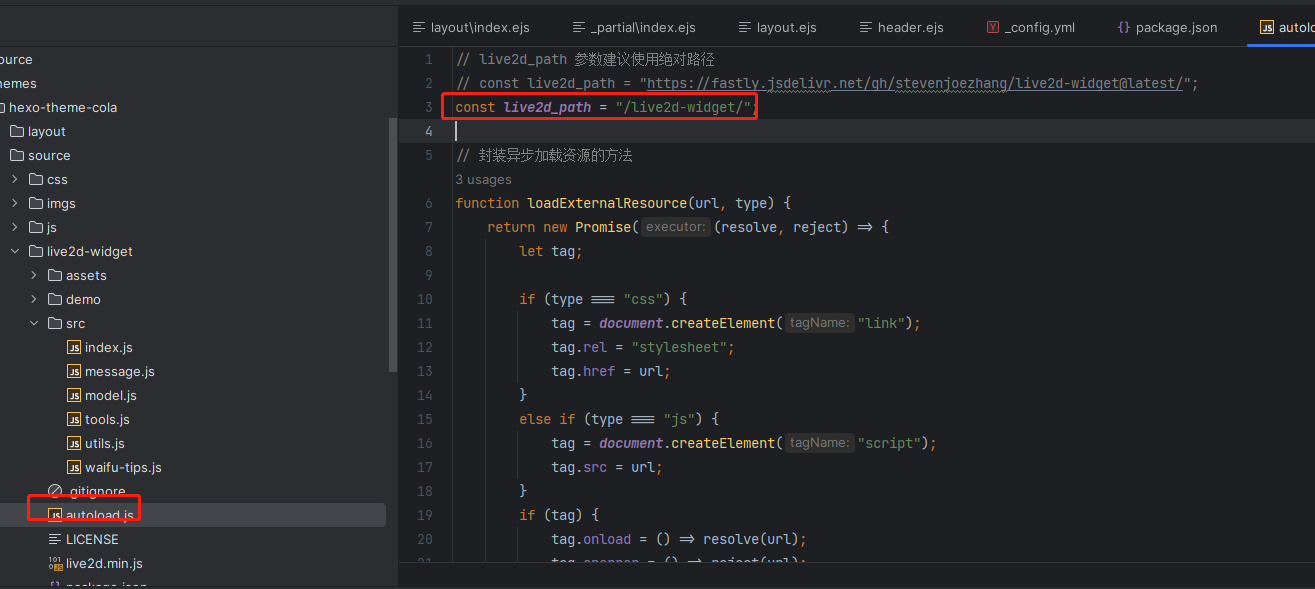 layout\index.ejs
_partial\index.ejs
layout.ejs
header.ejs
_config.yml
package.json
autolo
ource
hemes
hexo-theme-cola
layout
source
css
imgs
js
live2d-widget
assets
demo
src
index.js
message.js
model.js
tools.js
utils.js
waifu-tips.js
.gitignore
autoload.js
LICENSE
live2d.min.js
package.json
1 // live2d_path 参数建议使用绝对路径
2 // const live2d_path = "https://fastly.jsdelivr.net/gh/stevenjoezhang/live2d-widget@latest/";
3 const live2d_path = "/live2d-widget/";
4
5 // 封装异步加载资源的方法
3 usages
6 function loadExternalResource(url, type) {
7 return new Promise( executor: (resolve, reject) => {
8 let tag;
9
10 if (type === "css") {
11 tag = document.createElement( tagName: "link");
12 tag.rel = "stylesheet";
13 tag.href = url;
14 }
15 else if (type === "js") {
16 tag = document.createElement( tagName: "script");
17 tag.src = url;
18 }
19 if (tag) {
20 tag.onload = () => resolve(url);
21 tag.onerror = () => reject(url);